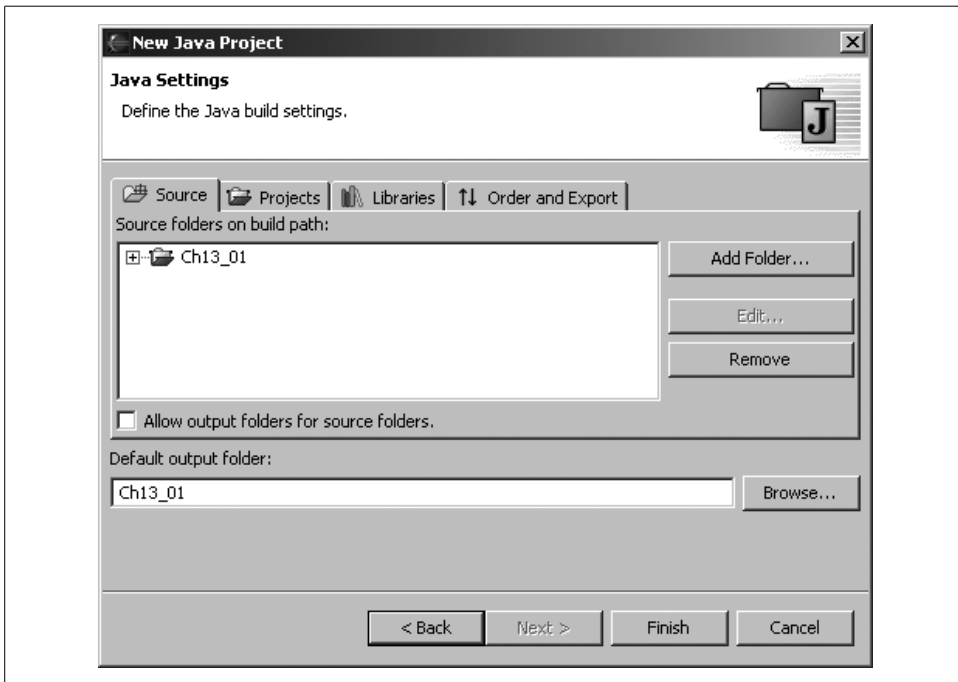 New Java Project
Java Settings
Define the Java build settings.
J
Source Projects Libraries Order and Export
Source folders on build path:
Ch13_01
Add Folder...
Edit...
Remove
Allow output folders for source folders.
Default output folder:
Ch13_01 Browse...
< Back Next > Finish Cancel